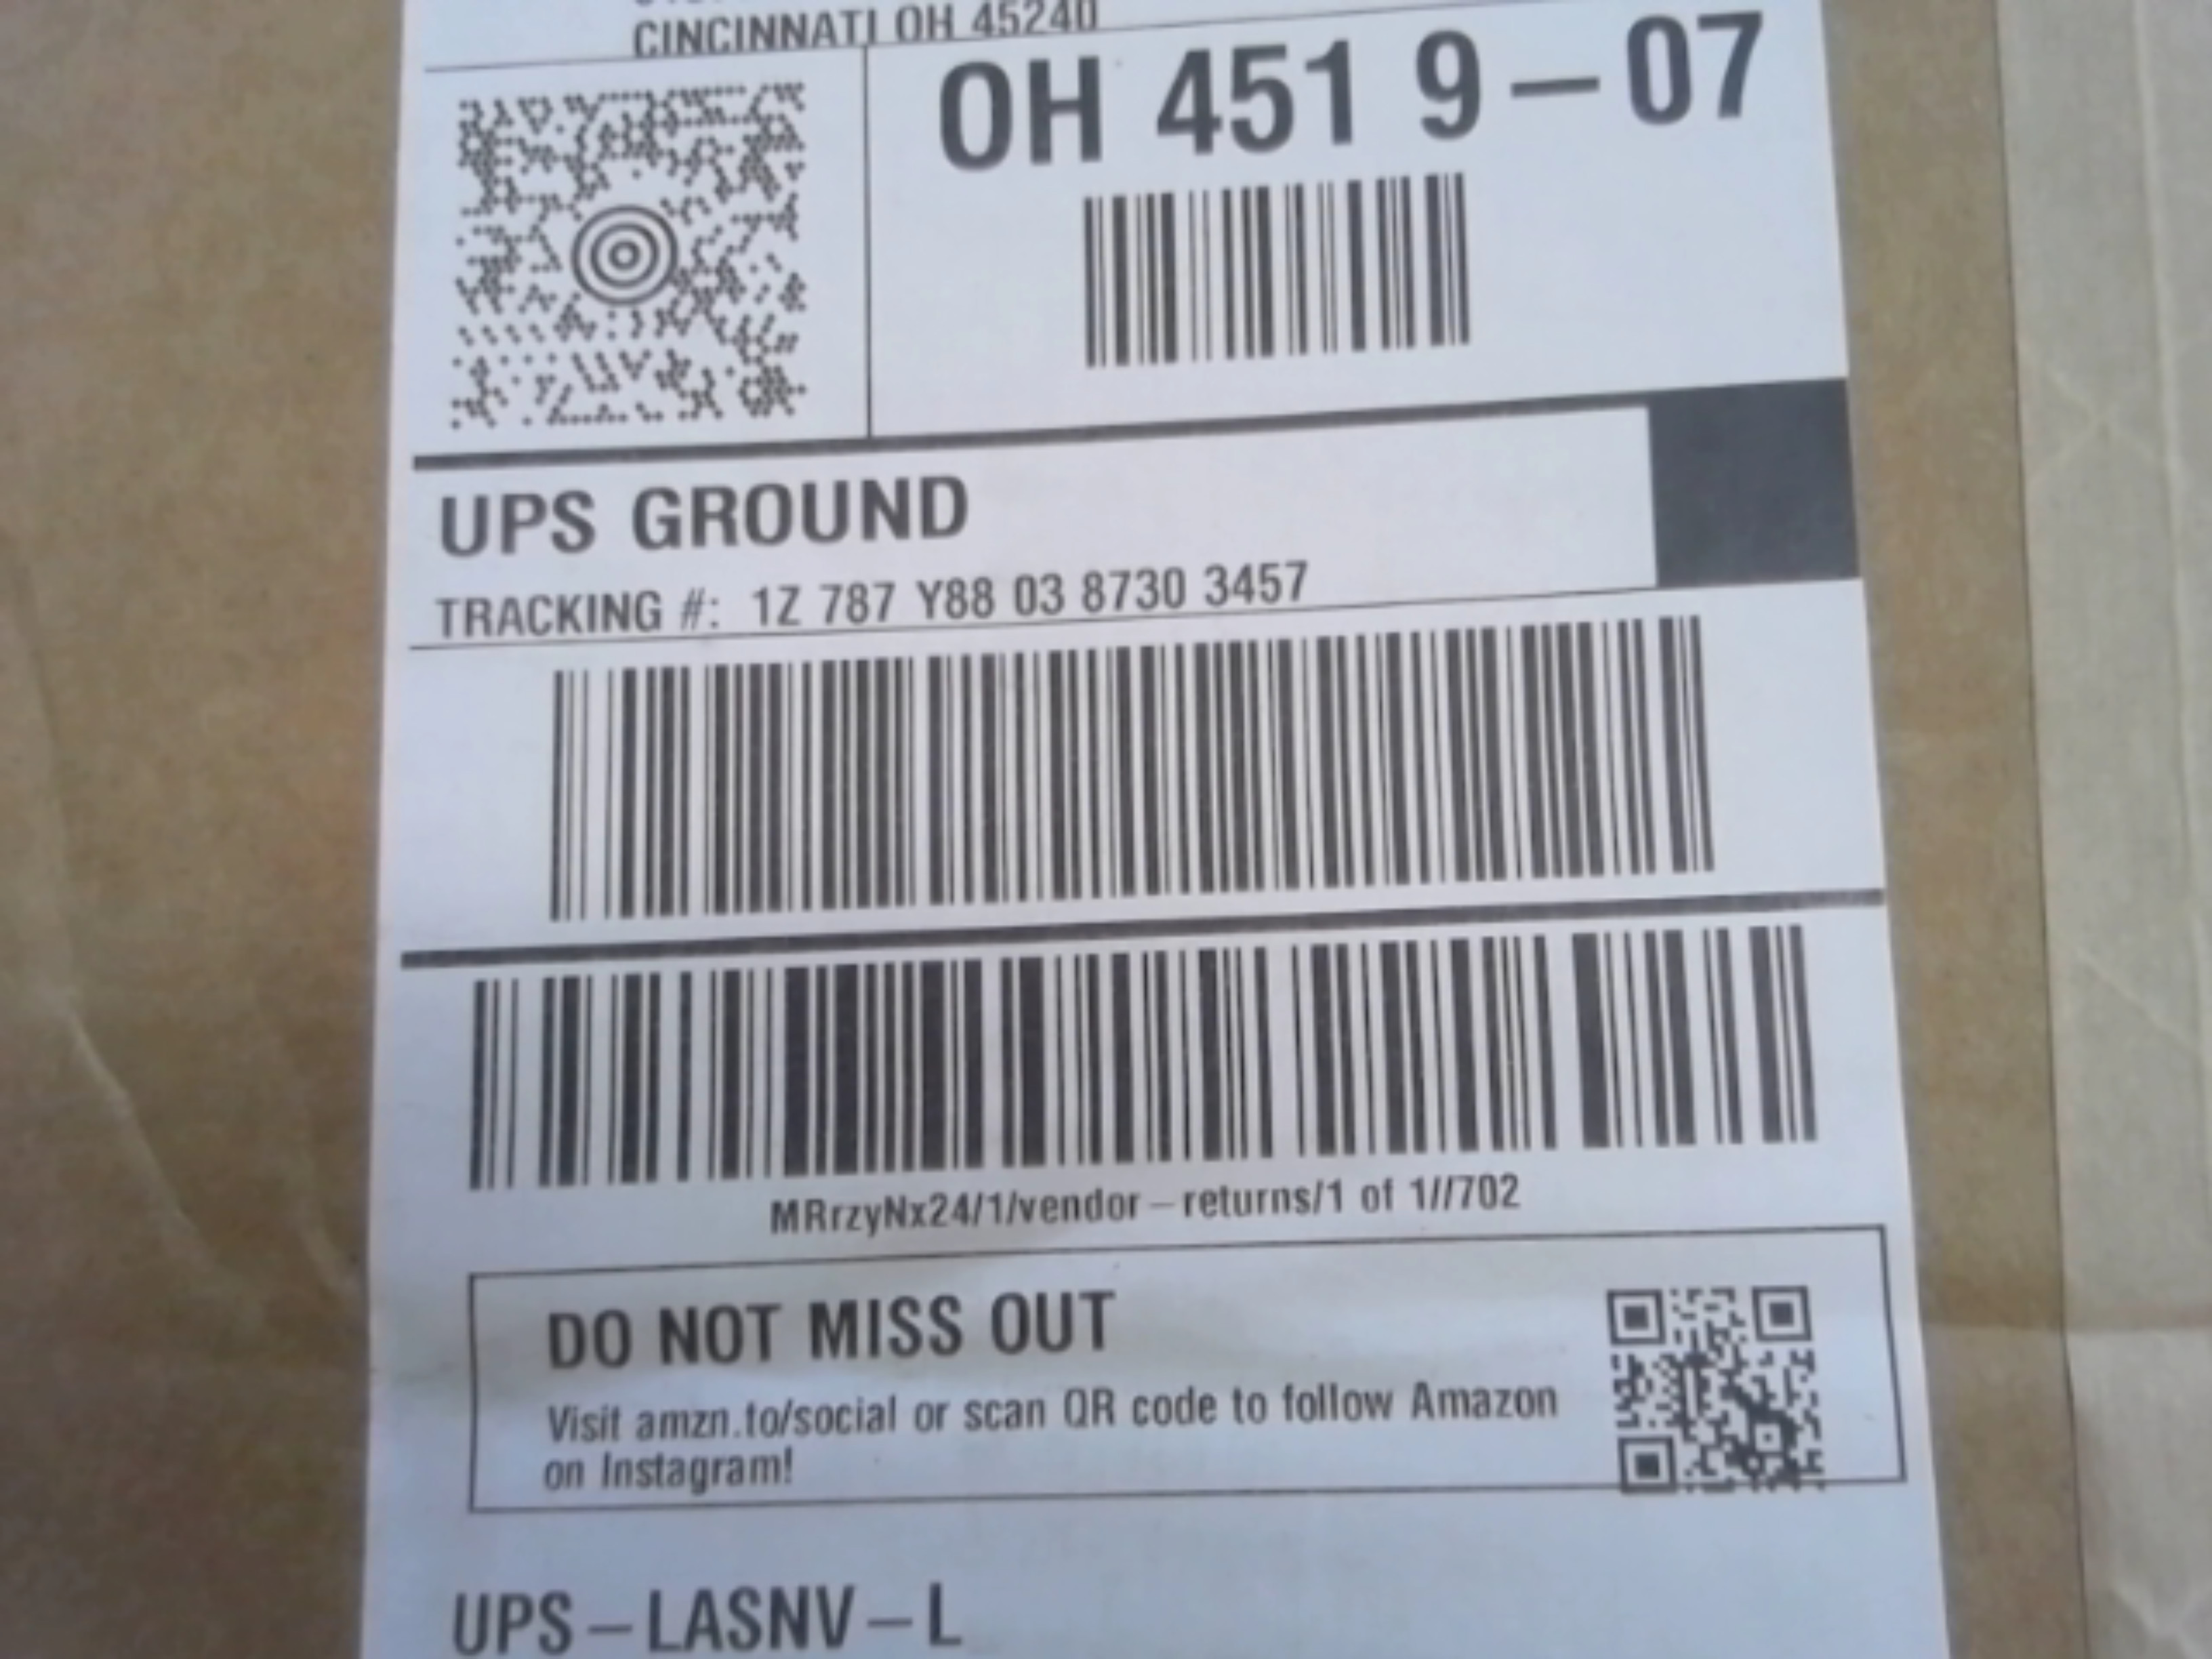 CINCINNATI OH 45240
OH 451 9-07
UPS GROUND
TRACKING #: 1Z 787 Y88 03 8730 3457
MRrzyNx24/1/vendor-returns/1 of 1//702
DO NOT MISS OUT
Visit amzn.to/social or scan QR code to follow Amazon
on Instagram!
UPS-LASNV-L